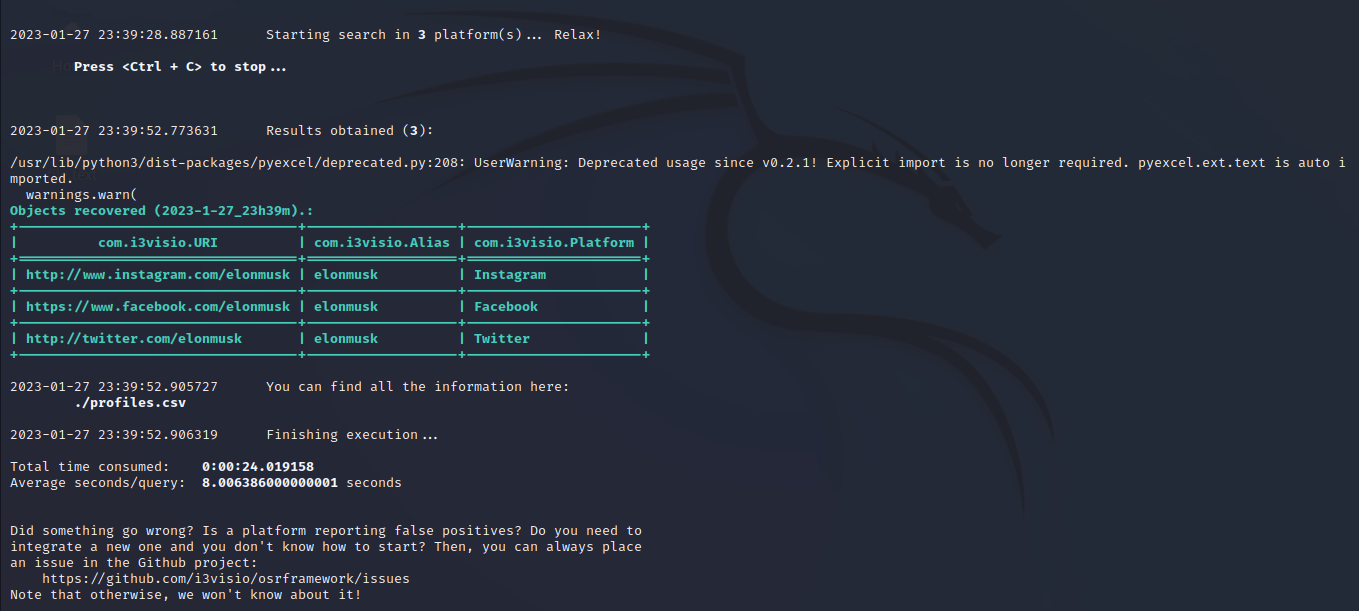 2023-01-27 23:39:28.887161      Starting search in 3 platform(s)... Relax!
        Press <Ctrl + C> to stop...
2023-01-27 23:39:52.773631      Results obtained (3):
/usr/lib/python3/dist-packages/pyexcel/deprecated.py:208: UserWarning: Deprecated usage since v0.2.1! Explicit import is no longer required. pyexcel.ext.text is auto i
mported.
  warnings.warn(
Objects recovered (2023-1-27_23h39m).:
+-----------------------------------+-------------------+----------------------+
|          com.i3visio.URI          | com.i3visio.Alias | com.i3visio.Platform |
+===================================+===================+======================+
| http://www.instagram.com/elonmusk | elonmusk          | Instagram            |
+-----------------------------------+-------------------+----------------------+
| https://www.facebook.com/elonmusk | elonmusk          | Facebook             |
+-----------------------------------+-------------------+----------------------+
| http://twitter.com/elonmusk       | elonmusk          | Twitter              |
+-----------------------------------+-------------------+----------------------+
2023-01-27 23:39:52.905727      You can find all the information here:
        ./profiles.csv
2023-01-27 23:39:52.906319      Finishing execution...
Total time consumed:    0:00:24.019158
Average seconds/query:  8.006386000000001 seconds
Did something go wrong? Is a platform reporting false positives? Do you need to
integrate a new one and you don't know how to start? Then, you can always place
an issue in the Github project:
    https://github.com/i3visio/osrframework/issues
Note that otherwise, we won't know about it!